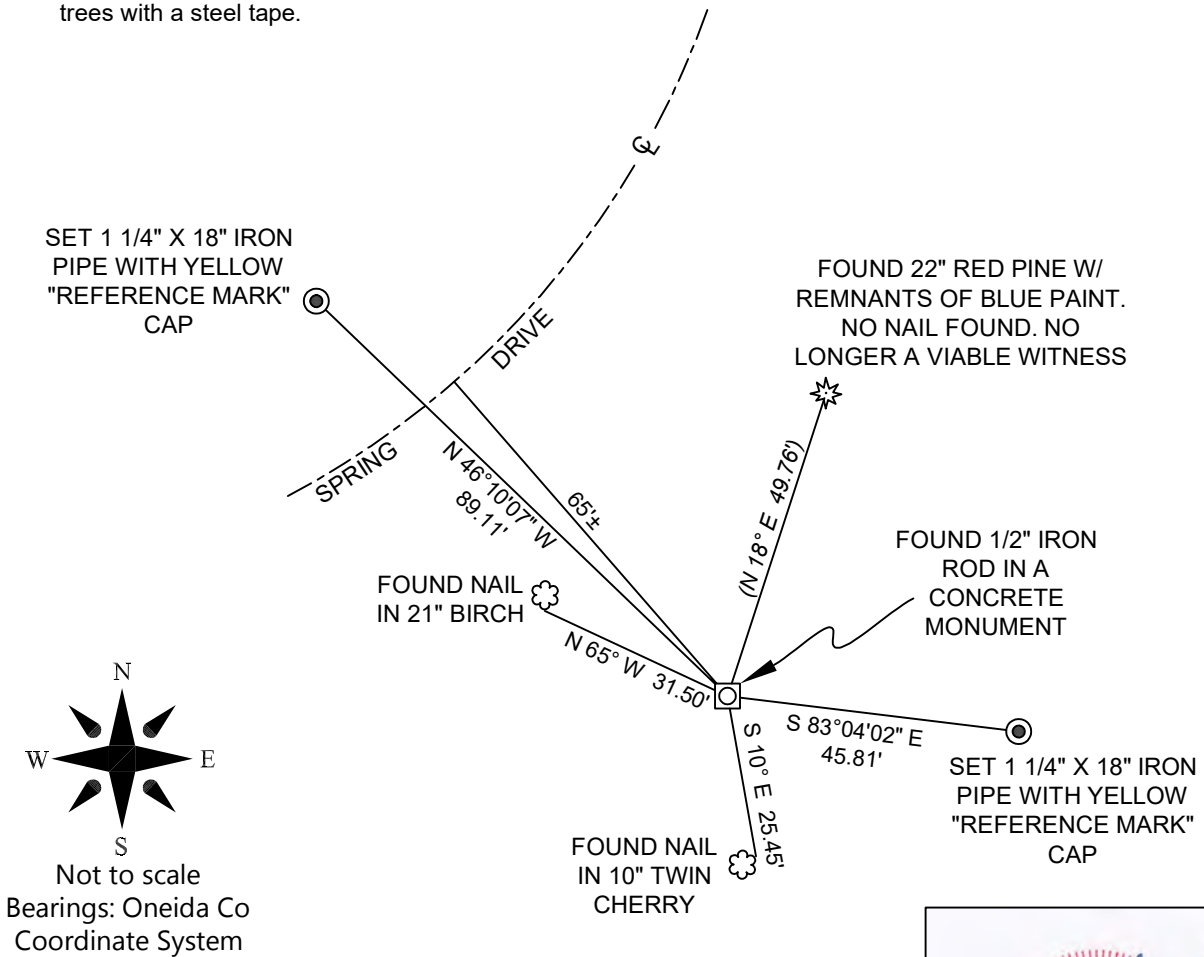 trees with a steel tape.
℄
SET 1 1/4" X 18" IRON
PIPE WITH YELLOW
"REFERENCE MARK"
CAP
FOUND 22" RED PINE W/
REMNANTS OF BLUE PAINT.
NO NAIL FOUND. NO
LONGER A VIABLE WITNESS
DRIVE
SPRING
N 46°10'07" W
89.11'
65'±
(N 18° E 49.76')
FOUND 1/2" IRON
ROD IN A
CONCRETE
MONUMENT
FOUND NAIL
IN 21" BIRCH
N 65° W 31.50'
S 83°04'02" E
45.81'
S 10° E 25.45'
SET 1 1/4" X 18" IRON
PIPE WITH YELLOW
"REFERENCE MARK"
CAP
FOUND NAIL
IN 10" TWIN
CHERRY
N
W
E
S
Not to scale
Bearings: Oneida Co
Coordinate System